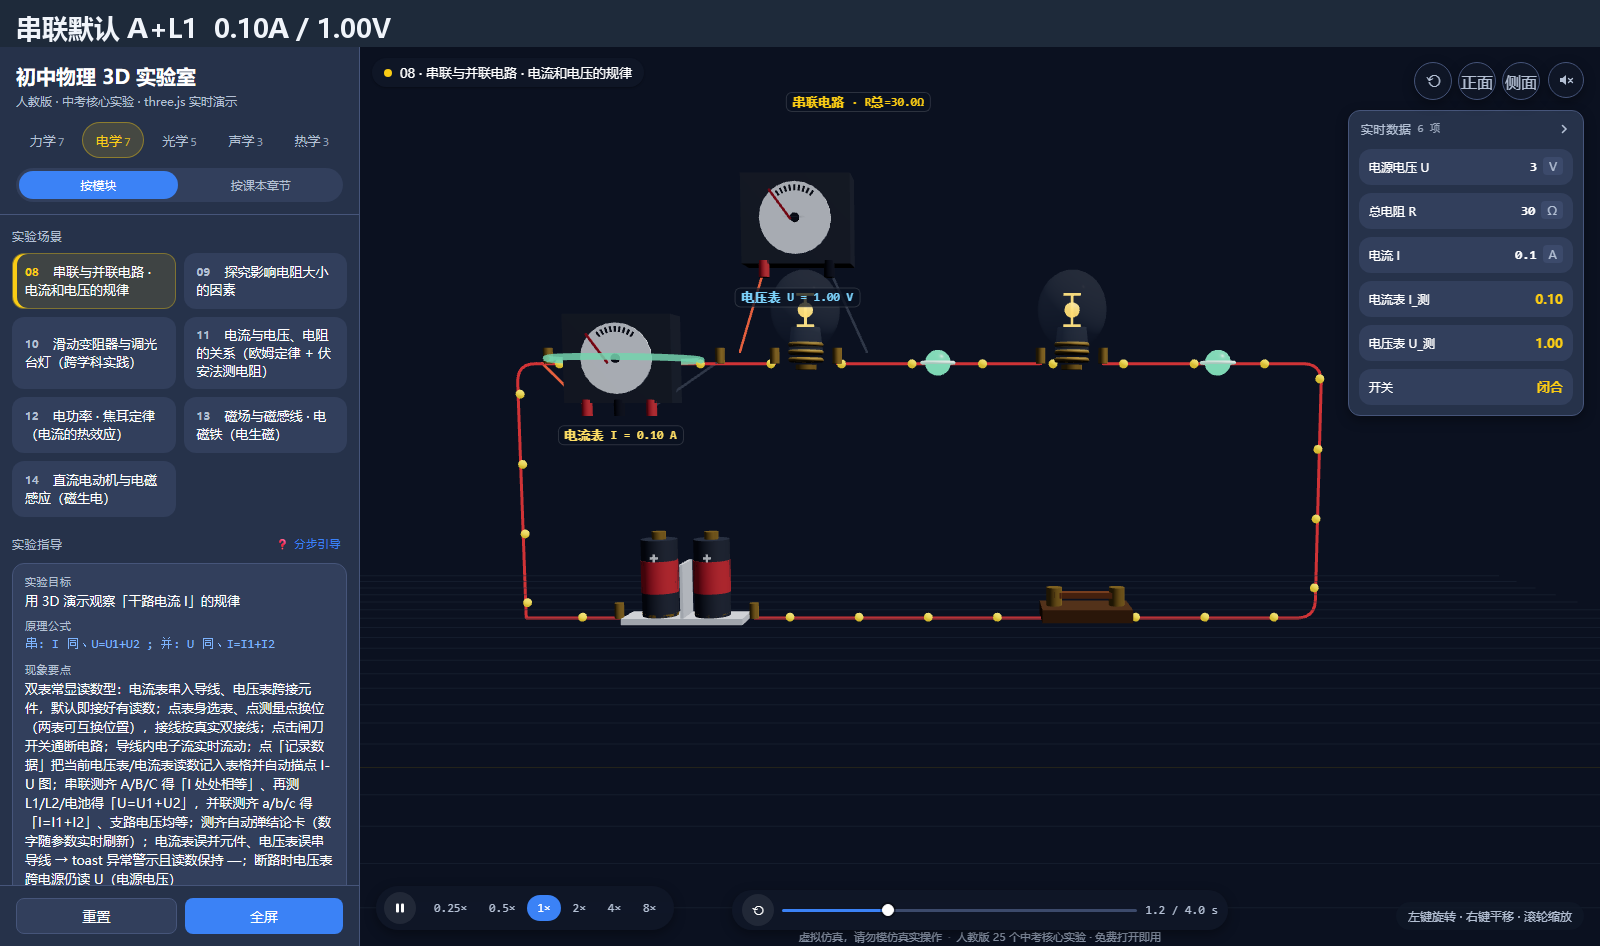 串联默认 A+L1  0.10A / 1.00V
初中物理 3D 实验室
人教版 · 中考核心实验 · three.js 实时演示
力学 7
电学 7
光学 5
声学 3
热学 3
按模块
按课本章节
实验场景
08 串联与并联电路 ·
电流和电压的规律
09 探究影响电阻大小
的因素
10 滑动变阻器与调光
台灯（跨学科实践）
11 电流与电压、电阻
的关系（欧姆定律 + 伏
安法测电阻）
12 电功率 · 焦耳定律
（电流的热效应）
13 磁场与磁感线 · 电
磁铁（电生磁）
14 直流电动机与电磁
感应（磁生电）
实验指导
❓ 分步引导
实验目标
用 3D 演示观察「干路电流 I」的规律
原理公式
串: I 同、U=U1+U2 ; 并: U 同、I=I1+I2
现象要点
双表常显读数型：电流表串入导线、电压表跨接元
件，默认即接好有读数；点表身选表、点测量点换位
（两表可互换位置），接线按真实双接线；点击闸刀
开关通断电路；导线内电子流实时流动；点「记录数
据」把当前电压表/电流表读数记入表格并自动描点 I-
U 图；串联测齐 A/B/C 得「I 处处相等」、再测
L1/L2/电池得「U=U1+U2」，并联测齐 a/b/c 得
「I=I1+I2」、支路电压均等；测齐自动弹结论卡（数
字随参数实时刷新）；电流表误并元件、电压表误串
导线 → toast 异常警示且读数保持 —；断路时电压表
跨电源仍读 U（电源电压）
重置
全屏
08 · 串联与并联电路 · 电流和电压的规律
串联电路 · R总=30.0Ω
电压表 U = 1.00 V
电流表 I = 0.10 A
+
+
正面
侧面
实时数据 6 项
电源电压 U 3 V
总电阻 R 30 Ω
电流 I 0.1 A
电流表 I_测 0.10
电压表 U_测 1.00
开关 闭合
0.25×
0.5×
1×
2×
4×
8×
1.2 / 4.0 s
虚拟仿真，请勿模仿真实操作 · 人教版 25 个中考核心实验 · 免费打开即用
左键旋转 · 右键平移 · 滚轮缩放